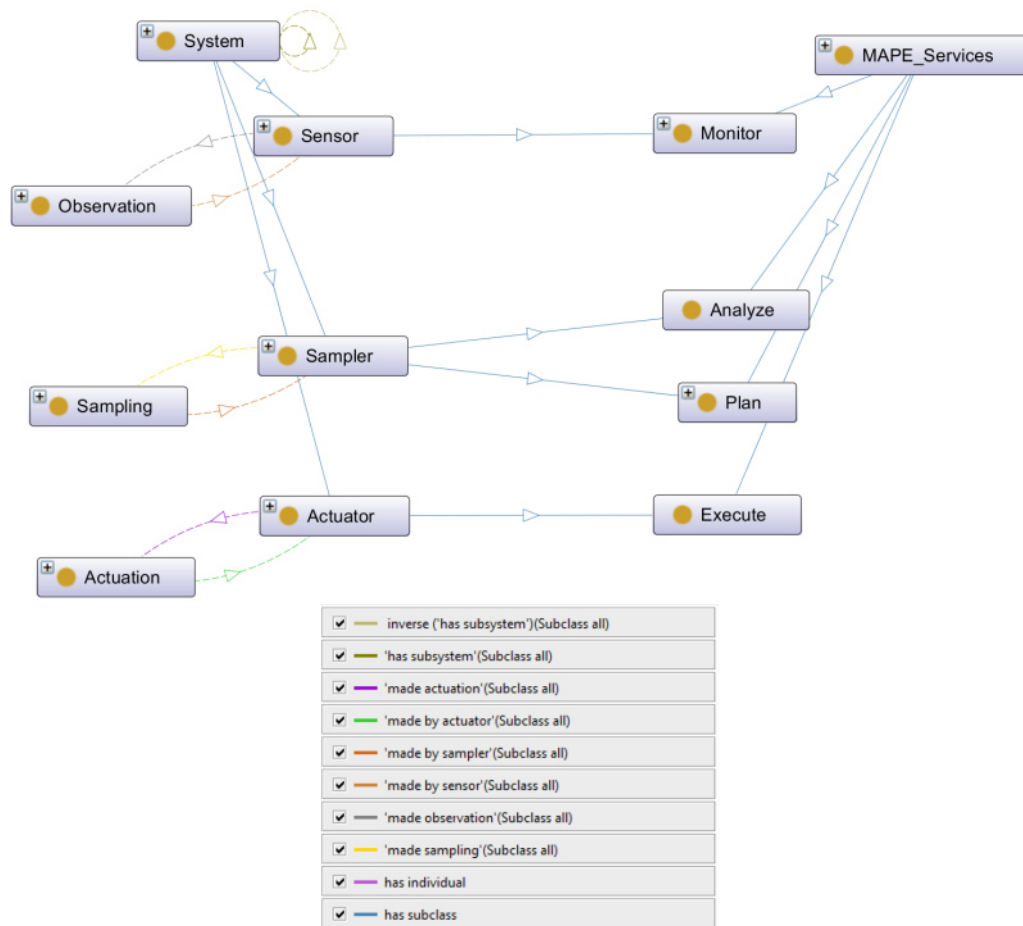 System
MAPE_Services
Sensor
Monitor
Observation
Analyze
Sampler
Plan
Sampling
Actuator
Execute
Actuation
inverse ('has subsystem')(Subclass all)
'has subsystem'(Subclass all)
'made actuation'(Subclass all)
'made by actuator'(Subclass all)
'made by sampler'(Subclass all)
'made by sensor'(Subclass all)
'made observation'(Subclass all)
'made sampling'(Subclass all)
has individual
has subclass